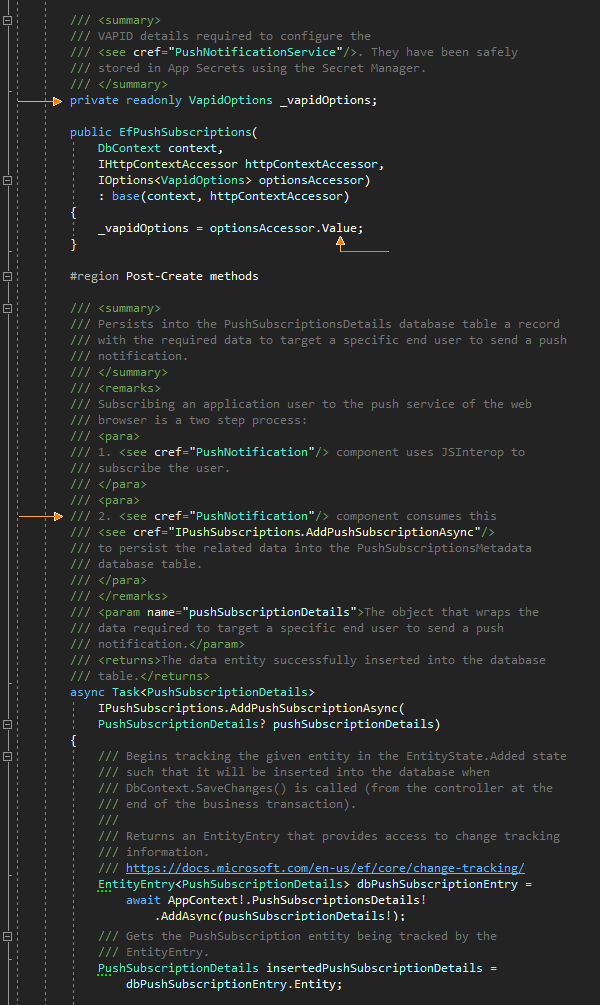 /// <summary>
/// VAPID details required to configure the
/// <see cref="PushNotificationService"/>. They have been safely
/// stored in App Secrets using the Secret Manager.
/// </summary>
private readonly VapidOptions _vapidOptions;
public EfPushSubscriptions(
DbContext context,
IHttpContextAccessor httpContextAccessor,
IOptions<VapidOptions> optionsAccessor)
: base(context, httpContextAccessor)
{
_vapidOptions = optionsAccessor.Value;
}
#region Post-Create methods
/// <summary>
/// Persists into the PushSubscriptionsDetails database table a record
/// with the required data to target a specific end user to send a push
/// notification.
/// </summary>
/// <remarks>
/// Subscribing an application user to the push service of the web
/// browser is a two step process:
/// <para>
/// 1. <see cref="PushNotification"/> component uses JSInterop to
/// subscribe the user.
/// </para>
/// <para>
/// 2. <see cref="PushNotification"/> component consumes this
/// <see cref="IPushSubscriptions.AddPushSubscriptionAsync"/>
/// to persist the related data into the PushSubscriptionsMetadata
/// database table.
/// </para>
/// </remarks>
/// <param name="pushSubscriptionDetails">The object that wraps the
/// data required to target a specific end user to send a push
/// notification.</param>
/// <returns>The data entity successfully inserted into the database
/// table.</returns>
async Task<PushSubscriptionDetails>
IPushSubscriptions.AddPushSubscriptionAsync(
PushSubscriptionDetails? pushSubscriptionDetails)
{
/// Begins tracking the given entity in the EntityState.Added state
/// such that it will be inserted into the database when
/// DbContext.SaveChanges() is called (from the controller at the
/// end of the business transaction).
///
/// Returns an EntityEntry that provides access to change tracking
/// information.
/// https://docs.microsoft.com/en-us/ef/core/change-tracking/
EntityEntry<PushSubscriptionDetails> dbPushSubscriptionEntry =
await AppContext!.PushSubscriptionsDetails!
.AddAsync(pushSubscriptionDetails!);
/// Gets the PushSubscription entity being tracked by the
/// EntityEntry.
PushSubscriptionDetails insertedPushSubscriptionDetails =
dbPushSubscriptionEntry.Entity;